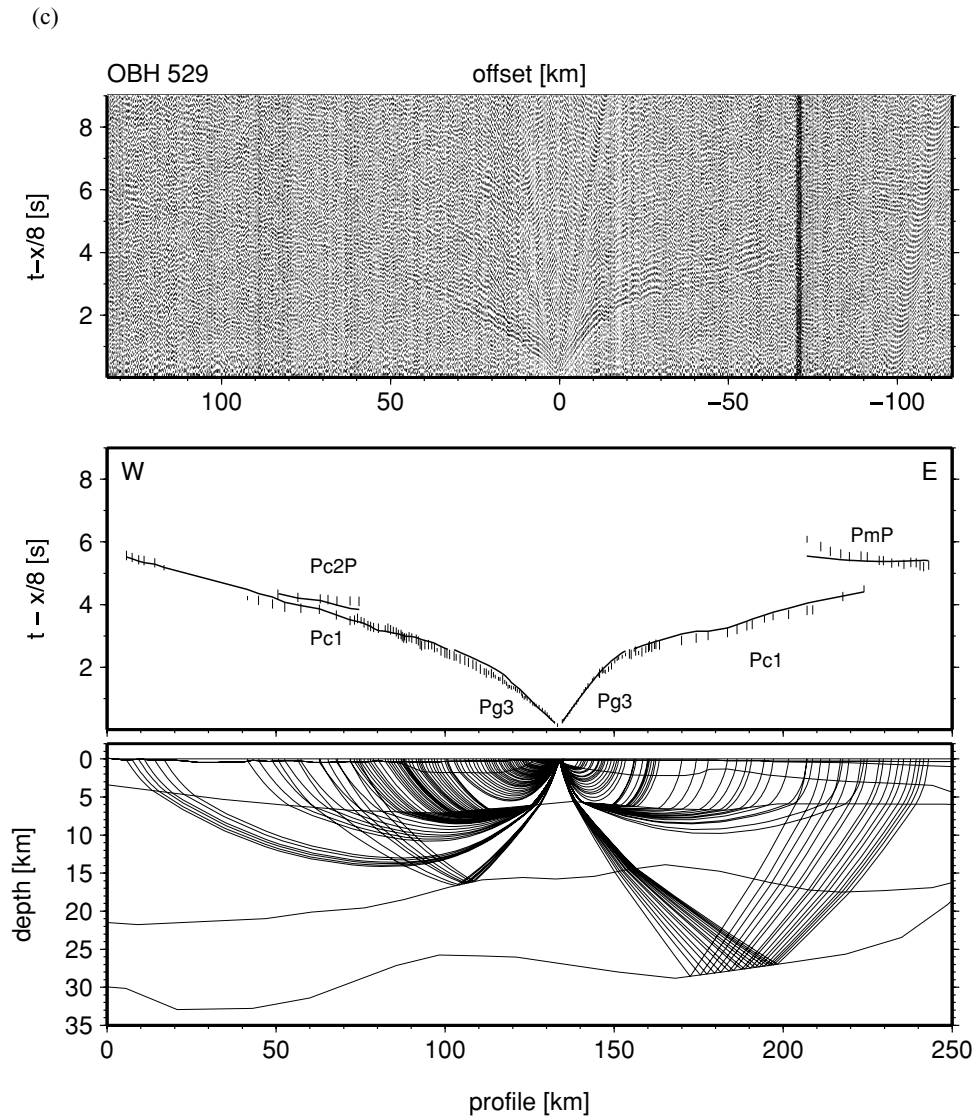 (c)
OBH 529 offset [km]
8
6
4
2
t−x/8 [s]
100 50 0 −50 −100
W E
8
6
4
2
t − x/8 [s]
PmP
Pc2P
Pc1 Pc1
Pg3 Pg3
0
5
10
15
20
25
30
35
depth [km]
0 50 100 150 200 250
profile [km]